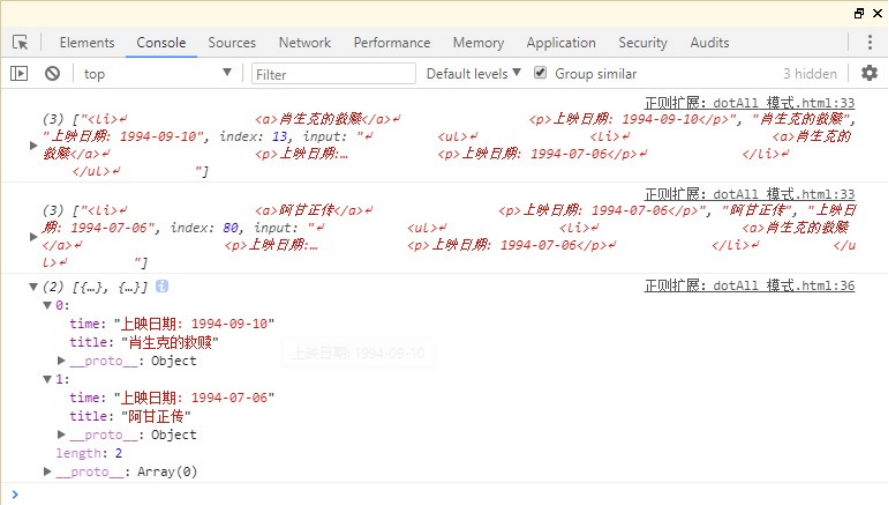 Elements Console Sources Network Performance Memory Application Security Audits
top Filter Default levels Group similar 3 hidden
正则扩展: dotAll 模式.html:33
(3) ["<li>↵ <a>肖生克的救赎</a>↵ <p>上映日期: 1994-09-10</p>", "肖生克的救赎",
"上映日期: 1994-09-10", index: 13, input: "↵ <ul>↵ <li>↵ <a>肖生克的
救赎</a>↵ <p>上映日期:… <p>上映日期: 1994-07-06</p>↵ </li>↵
</ul>↵ "]
正则扩展: dotAll 模式.html:33
(3) ["<li>↵ <a>阿甘正传</a>↵ <p>上映日期: 1994-07-06</p>", "阿甘正传", "上映日
期: 1994-07-06", index: 80, input: "↵ <ul>↵ <li>↵ <a>肖生克的救赎
</a>↵ <p>上映日期:… <p>上映日期: 1994-07-06</p>↵ </li>↵ </u
l>↵ "]
(2) [{…}, {…}] i 正则扩展: dotAll 模式.html:36
0:
time: "上映日期: 1994-09-10"
title: "肖生克的救赎"
上映日期: 1994-09-10
__proto__: Object
1:
time: "上映日期: 1994-07-06"
title: "阿甘正传"
__proto__: Object
length: 2
__proto__: Array(0)